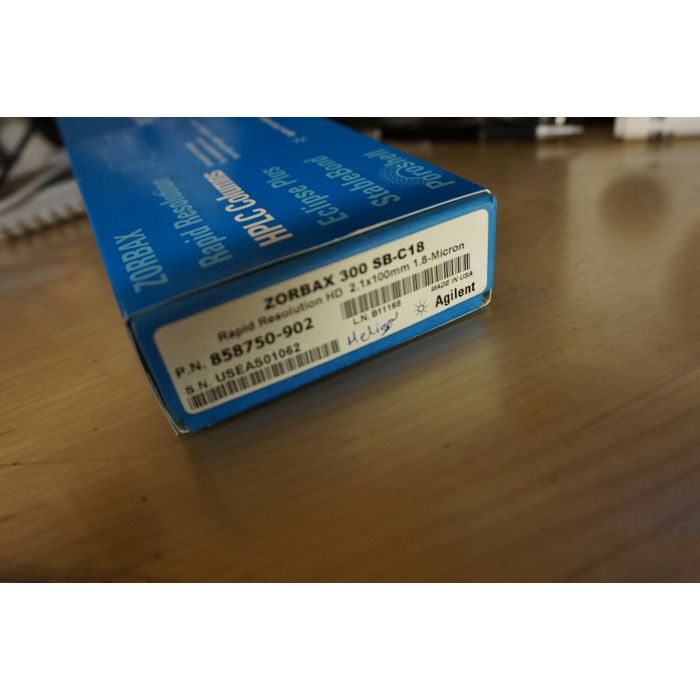 ZORBAX
Rapid Resolution
HPLC Columns
Eclipse Plus
StableBond
Poroshell
ZORBAX 300 SB-C18
Rapid Resolution HD 2.1x100mm 1.8-Micron
P.N. 858750-902
L.N. B11168
MADE IN USA
S.N. USEAS01062
Agilent